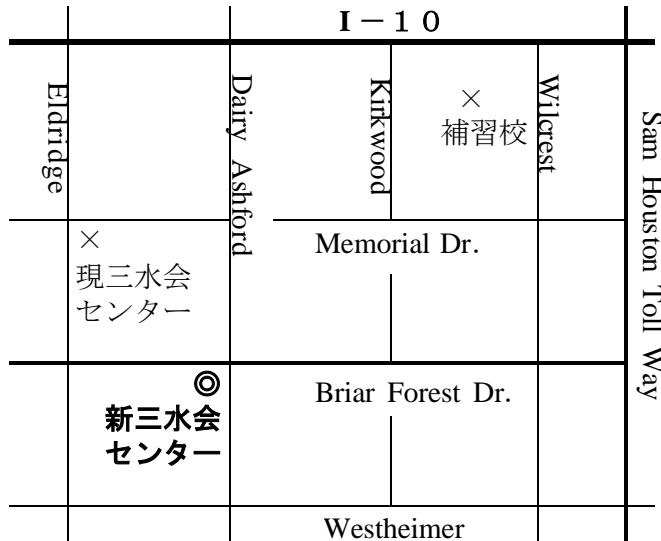 I－１０
Eldridge
Dairy Ashford
Kirkwood
Wilcrest
Sam Houston Toll Way
×
補習校
Memorial Dr.
×
現三水会
センター
◎
新三水会
センター
Briar Forest Dr.
Westheimer